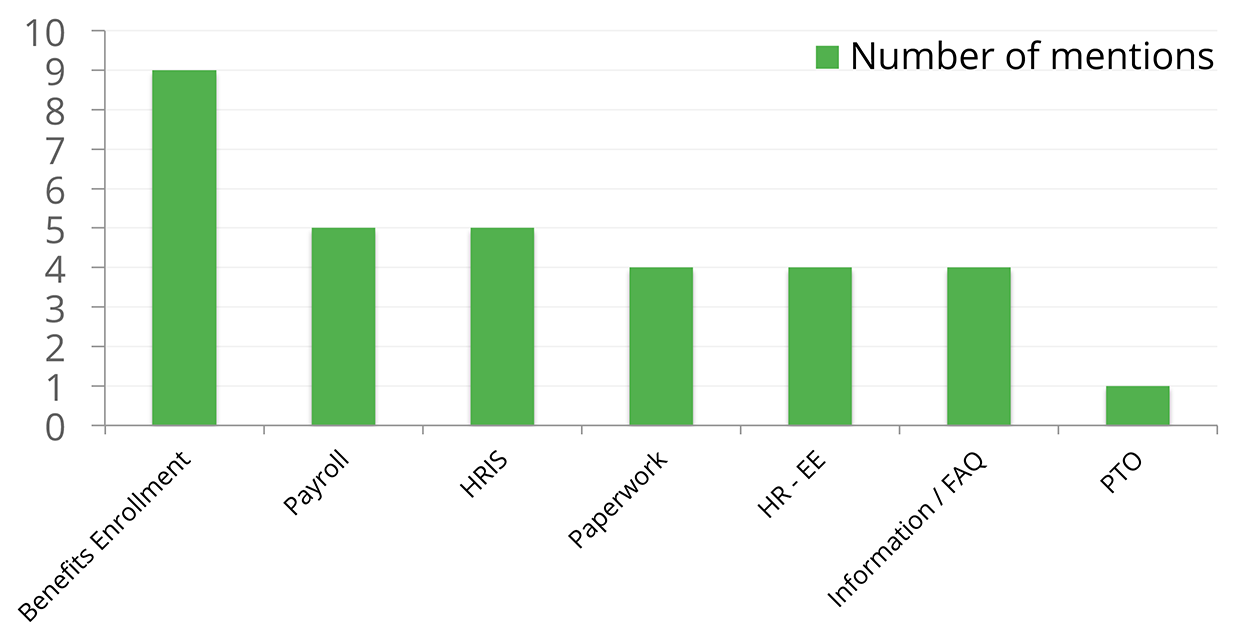 10
9
8
7
6
5
4
3
2
1
0
Number of mentions
Benefits Enrollment
Payroll
HRIS
Paperwork
HR - EE
Information / FAQ
PTO